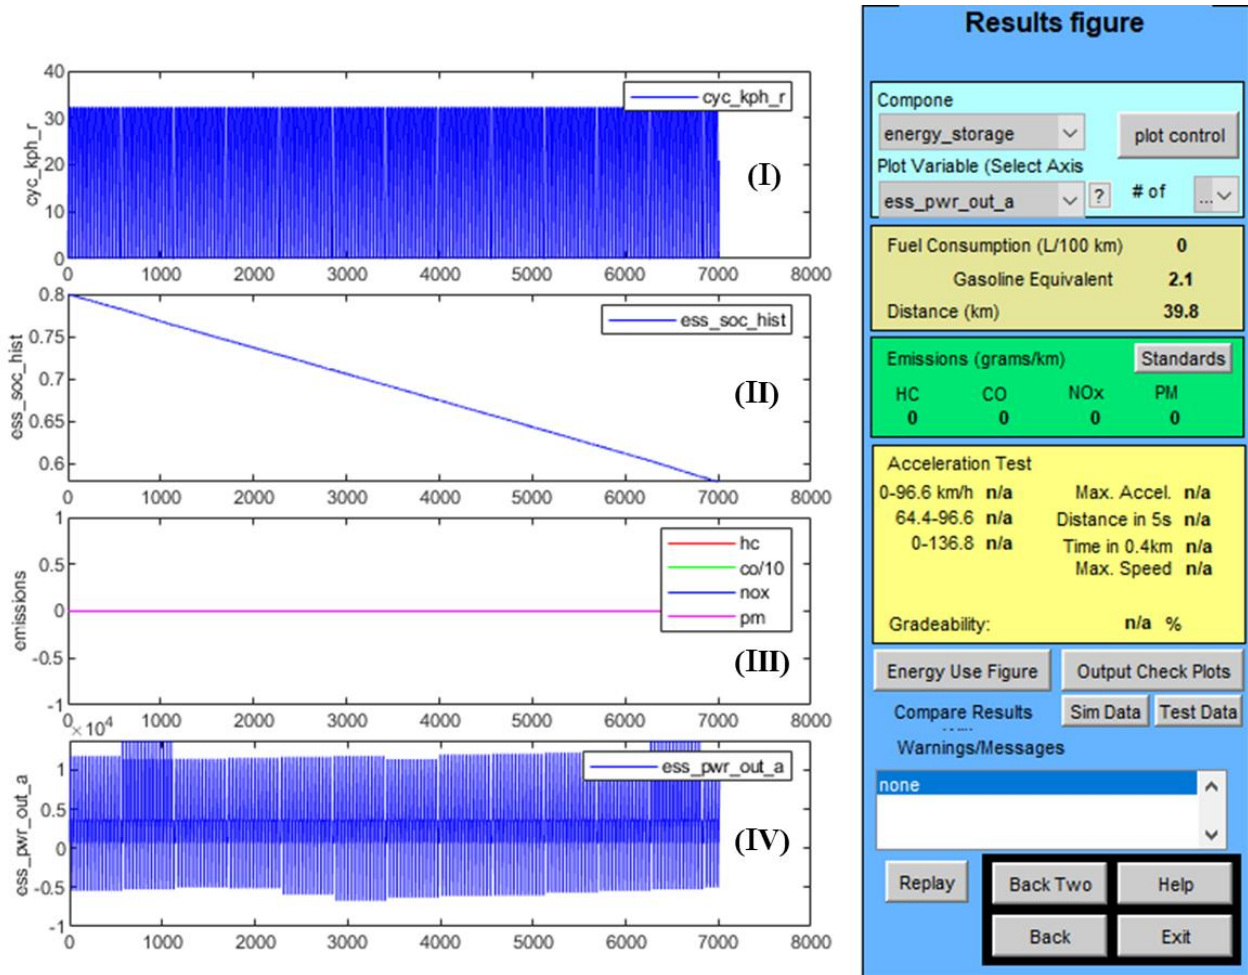 40
30
20
10
0
cyc_kph_r
cyc_kph_r
(I)
0 1000 2000 3000 4000 5000 6000 7000 8000
0.8
0.75
0.7
0.65
0.6
ess_soc_hist
ess_soc_hist
(II)
0 1000 2000 3000 4000 5000 6000 7000 8000
1
0.5
0
-0.5
-1
emissions
hc
co/10
nox
pm
(III)
0 1000 2000 3000 4000 5000 6000 7000 8000
×10⁴
1
0.5
0
-0.5
-1
ess_pwr_out_a
ess_pwr_out_a
(IV)
0 1000 2000 3000 4000 5000 6000 7000 8000
Results figure
Compone
energy_storage
plot control
Plot Variable (Select Axis
ess_pwr_out_a ? # of ...
Fuel Consumption (L/100 km) 0
Gasoline Equivalent 2.1
Distance (km) 39.8
Emissions (grams/km) Standards
HC CO NOx PM
0 0 0 0
Acceleration Test
0-96.6 km/h n/a Max. Accel. n/a
64.4-96.6 n/a Distance in 5s n/a
0-136.8 n/a Time in 0.4km n/a
Max. Speed n/a
Gradeability: n/a %
Energy Use Figure Output Check Plots
Compare Results Sim Data Test Data
Warnings/Messages
none
Replay Back Two Help
Back Exit